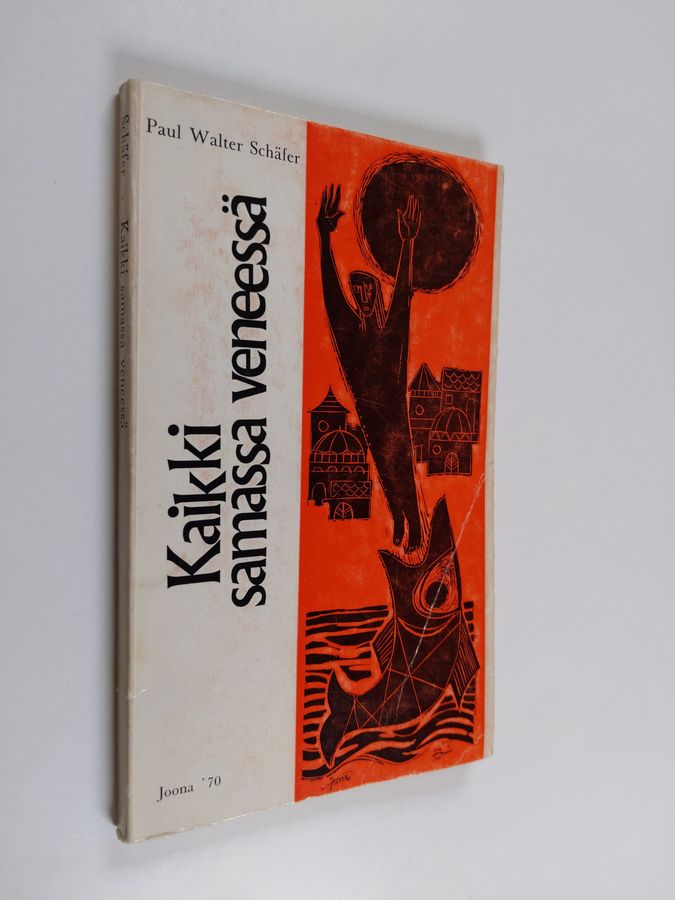 Paul Walter Schäfer
Kaikki
samassa veneessä
Joona '70
Schäfer · Kaikki samassa veneessä